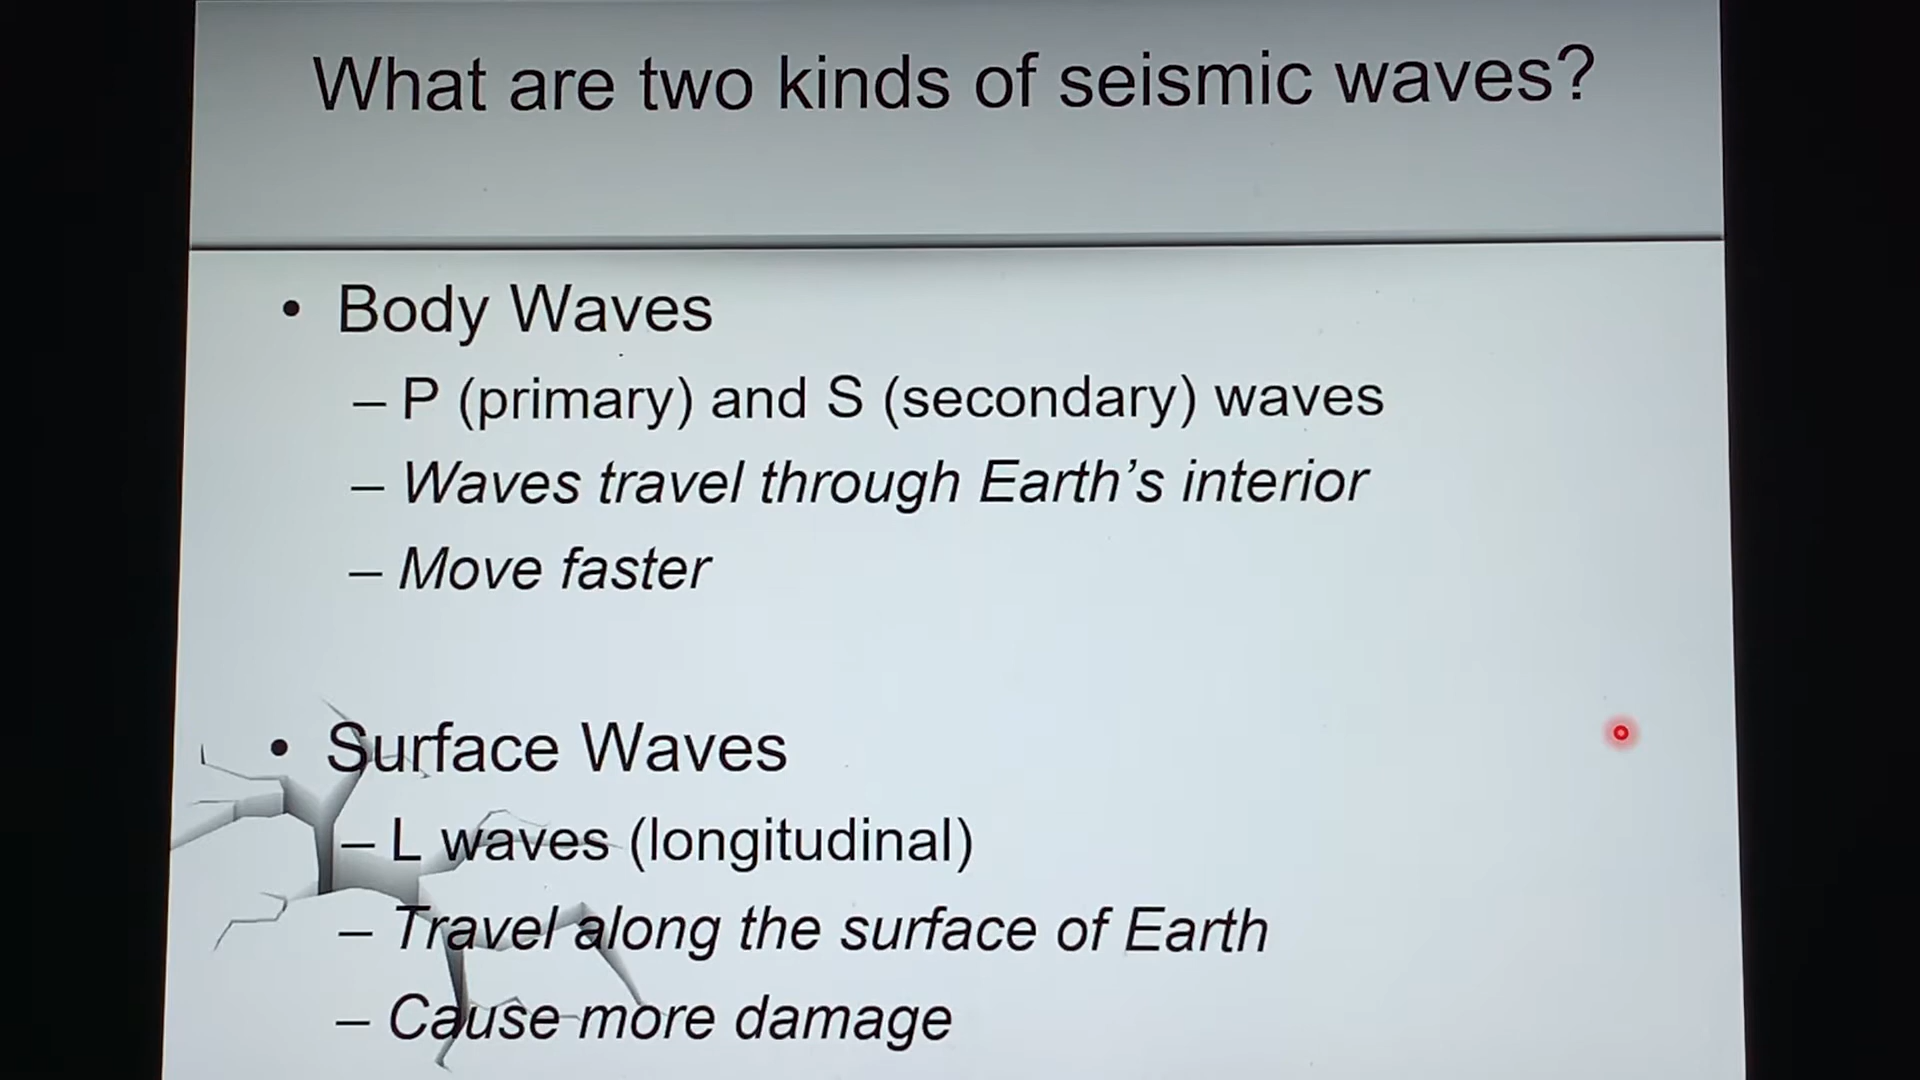 What are two kinds of seismic waves?
• Body Waves
– P (primary) and S (secondary) waves
– Waves travel through Earth’s interior
– Move faster
• Surface Waves
– L waves (longitudinal)
– Travel along the surface of Earth
– Cause more damage